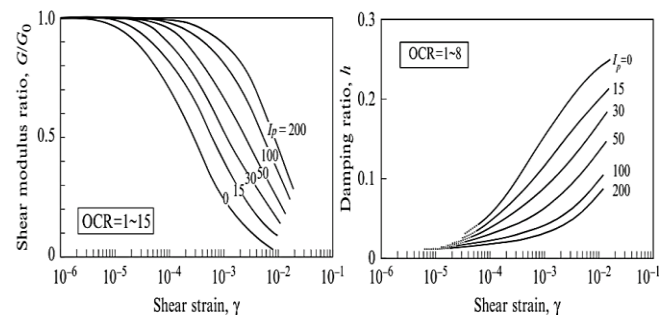 Shear modulus ratio, G/G₀
1.0
0.5
0
I_p = 200
100
50
30
15
0
OCR=1~15
10⁻⁶ 10⁻⁵ 10⁻⁴ 10⁻³ 10⁻² 10⁻¹
Shear strain, γ
Damping ratio, h
0.3
0.2
0.1
0.0
OCR=1~8
I_p=0
15
30
50
100
200
10⁻⁶ 10⁻⁵ 10⁻⁴ 10⁻³ 10⁻² 10⁻¹
Shear strain, γ